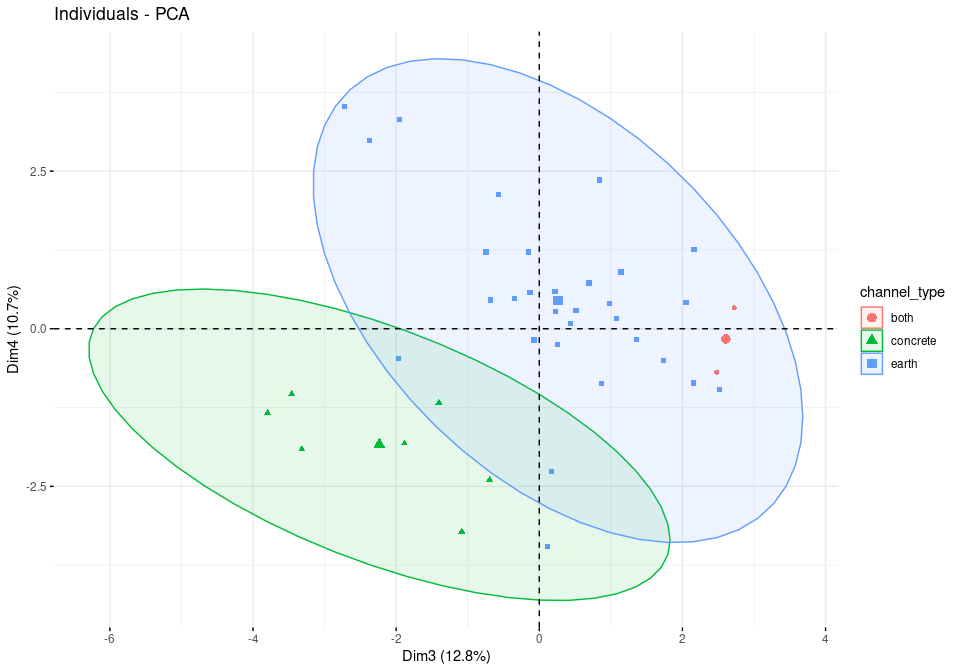 Individuals - PCA
Dim4 (10.7%)
2.5
0.0
-2.5
-6
-4
-2
0
2
4
Dim3 (12.8%)
channel_type
both
concrete
earth